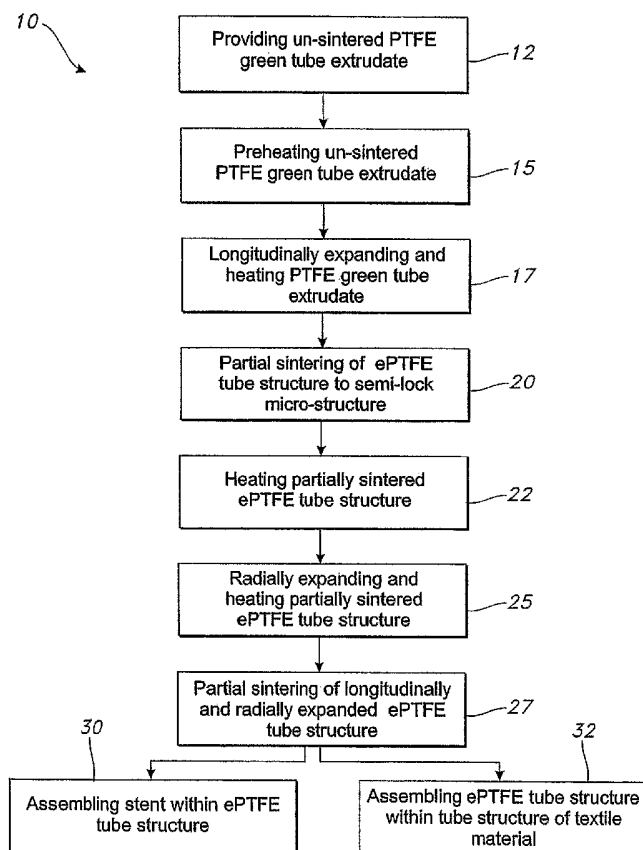 10
Providing un-sintered PTFE
green tube extrudate
12
Preheating un-sintered
PTFE green tube extrudate
15
Longitudinally expanding and
heating PTFE green tube
extrudate
17
Partial sintering of ePTFE
tube structure to semi-lock
micro-structure
20
Heating partially sintered
ePTFE tube structure
22
Radially expanding and
heating partially sintered
ePTFE tube structure
25
Partial sintering of longitudinally
and radially expanded ePTFE
tube structure
27
30
Assembling stent within ePTFE
tube structure
32
Assembling ePTFE tube structure
within tube structure of textile
material